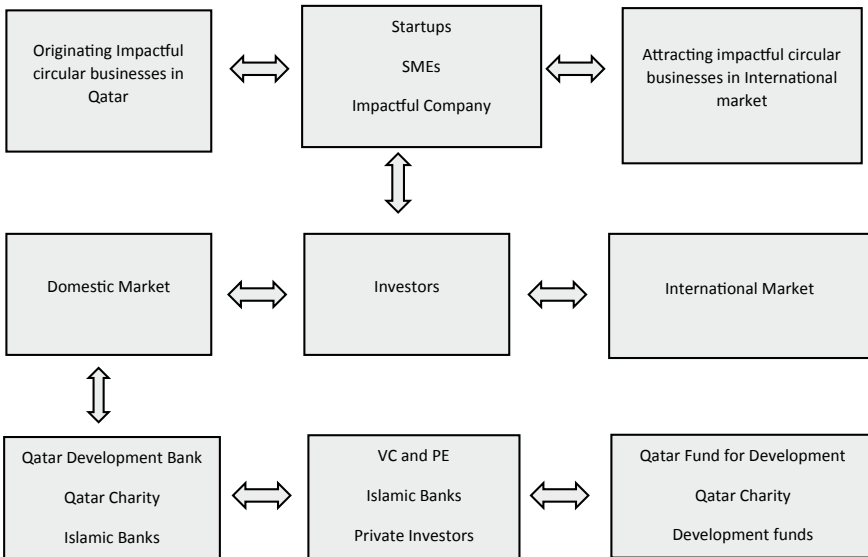 Originating Impactful
circular businesses in
Qatar
Startups
SMEs
Impactful Company
Attracting impactful circular
businesses in International
market
Domestic Market
Investors
International Market
Qatar Development Bank
Qatar Charity
Islamic Banks
VC and PE
Islamic Banks
Private Investors
Qatar Fund for Development
Qatar Charity
Development funds